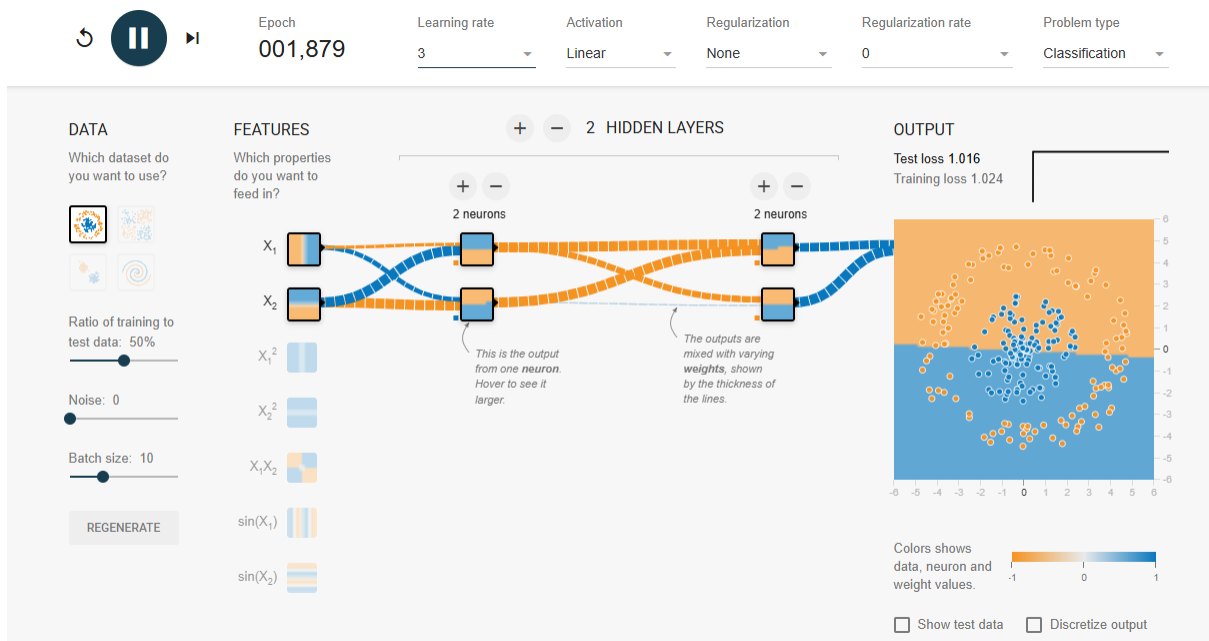 Epoch
001,879
Learning rate
3
Activation
Linear
Regularization
None
Regularization rate
0
Problem type
Classification
DATA
Which dataset do
you want to use?
Ratio of training to
test data: 50%
Noise: 0
Batch size: 10
REGENERATE
FEATURES
Which properties
do you want to
feed in?
X1
X2
X1²
X2²
X1X2
sin(X1)
sin(X2)
2 HIDDEN LAYERS
2 neurons
2 neurons
This is the output
from one neuron.
Hover to see it
larger.
The outputs are
mixed with varying
weights, shown
by the thickness of
the lines.
OUTPUT
Test loss 1.016
Training loss 1.024
6
5
4
3
2
1
0
-1
-2
-3
-4
-5
-6
-6 -5 -4 -3 -2 -1 0 1 2 3 4 5 6
Colors shows
data, neuron and
weight values.
-1 0 1
Show test data
Discretize output